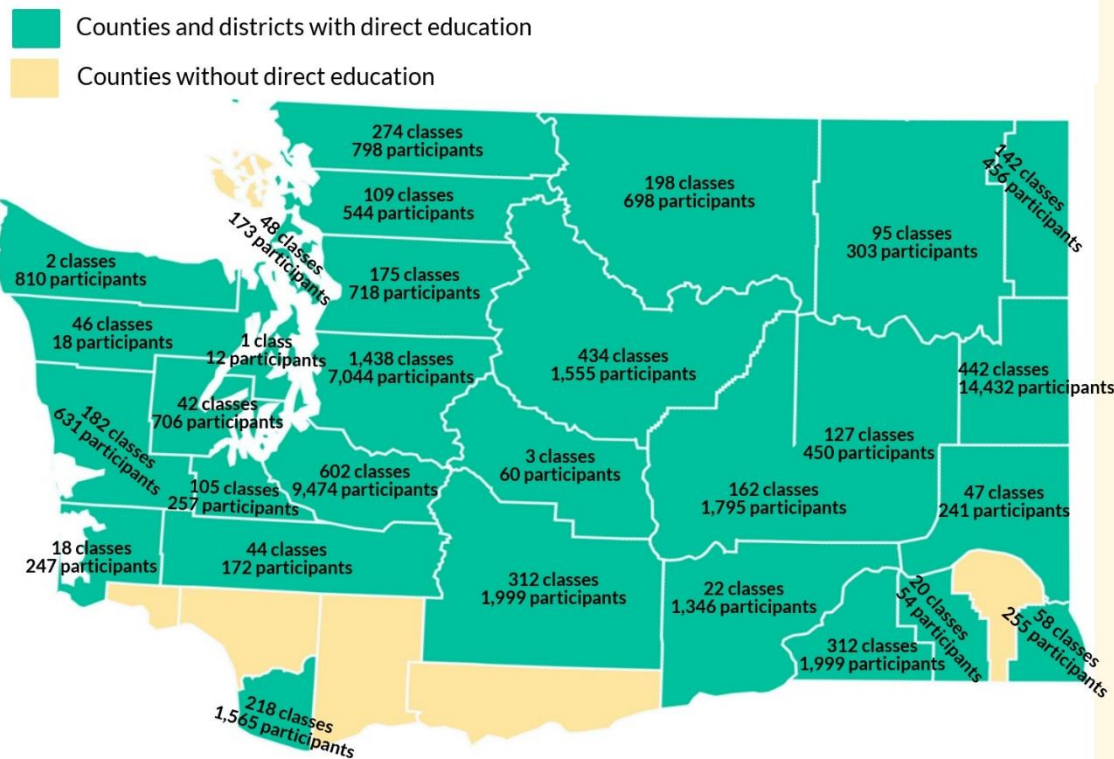 Counties and districts with direct education
Counties without direct education
274 classes
798 participants
109 classes
544 participants
198 classes
698 participants
142 classes
456 participants
48 classes
173 participants
95 classes
303 participants
2 classes
810 participants
175 classes
718 participants
46 classes
18 participants
1 class
12 participants
1,438 classes
7,044 participants
434 classes
1,555 participants
442 classes
14,432 participants
42 classes
706 participants
182 classes
631 participants
127 classes
450 participants
3 classes
60 participants
602 classes
9,474 participants
105 classes
257 participants
162 classes
1,795 participants
47 classes
241 participants
18 classes
247 participants
44 classes
172 participants
312 classes
1,999 participants
22 classes
1,346 participants
20 classes
54 participants
58 classes
255 participants
312 classes
1,999 participants
218 classes
1,565 participants